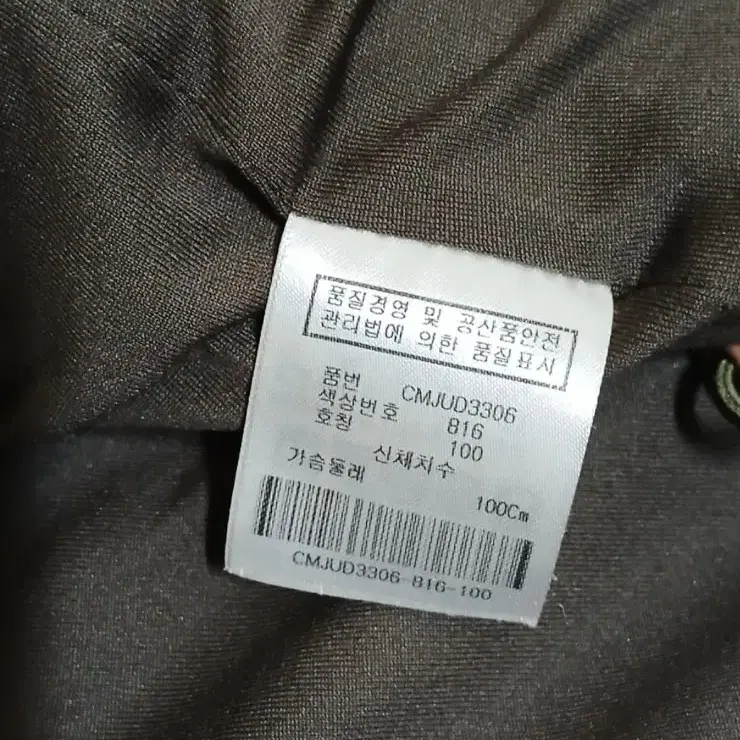 품질경영 및 공산품안전
관리법에 의한 품질표시
품번 CMJUD3306
색상번호 816
호칭 100
신체치수
가슴둘레 100Cm
CMJUD3306-816-100